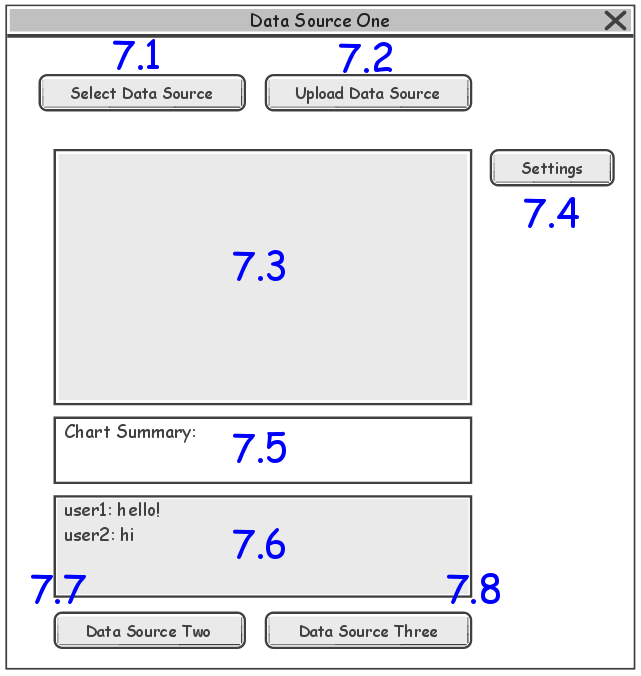 Data Source One
7.1
7.2
Select Data Source
Upload Data Source
Settings
7.4
7.3
Chart Summary:
7.5
user1: hello!
user2: hi
7.6
7.7
7.8
Data Source Two
Data Source Three